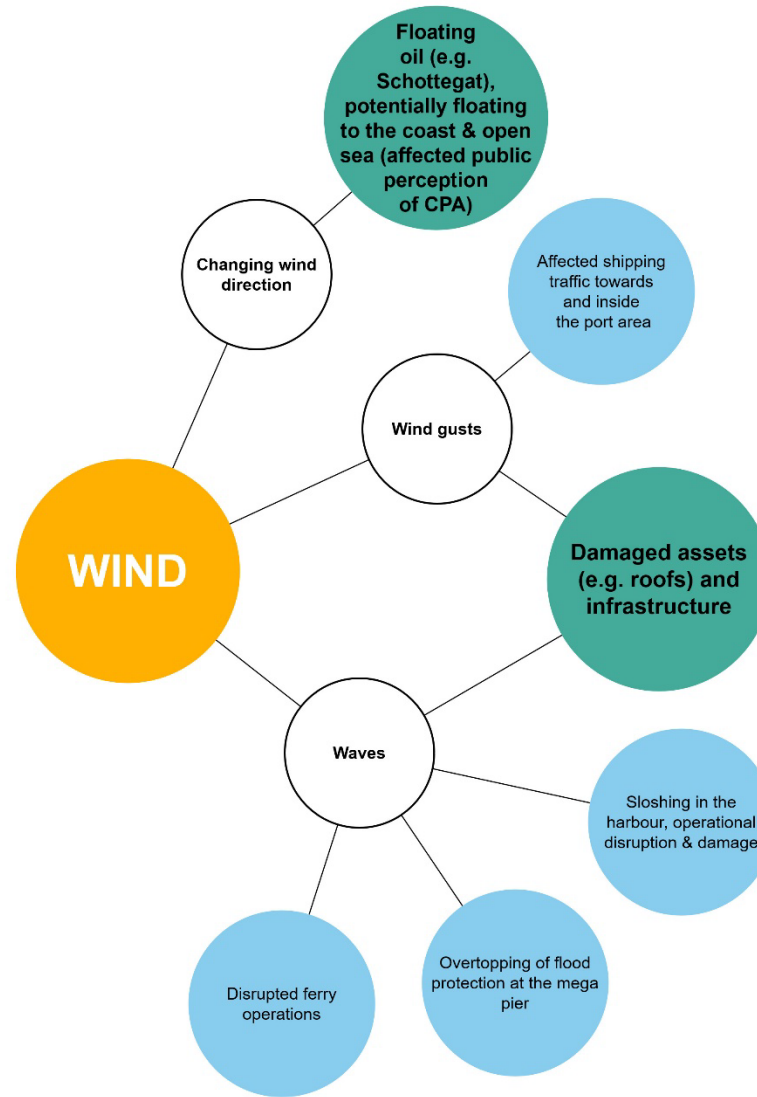 Floating
oil (e.g.
Schottegat),
potentially floating
to the coast & open
sea (affected public
perception
of CPA)
Changing wind
direction
Affected shipping
traffic towards
and inside
the port area
Wind gusts
WIND
Damaged assets
(e.g. roofs) and
infrastructure
Waves
Sloshing in the
harbour, operational
disruption & damage
Overtopping of flood
protection at the mega
pier
Disrupted ferry
operations